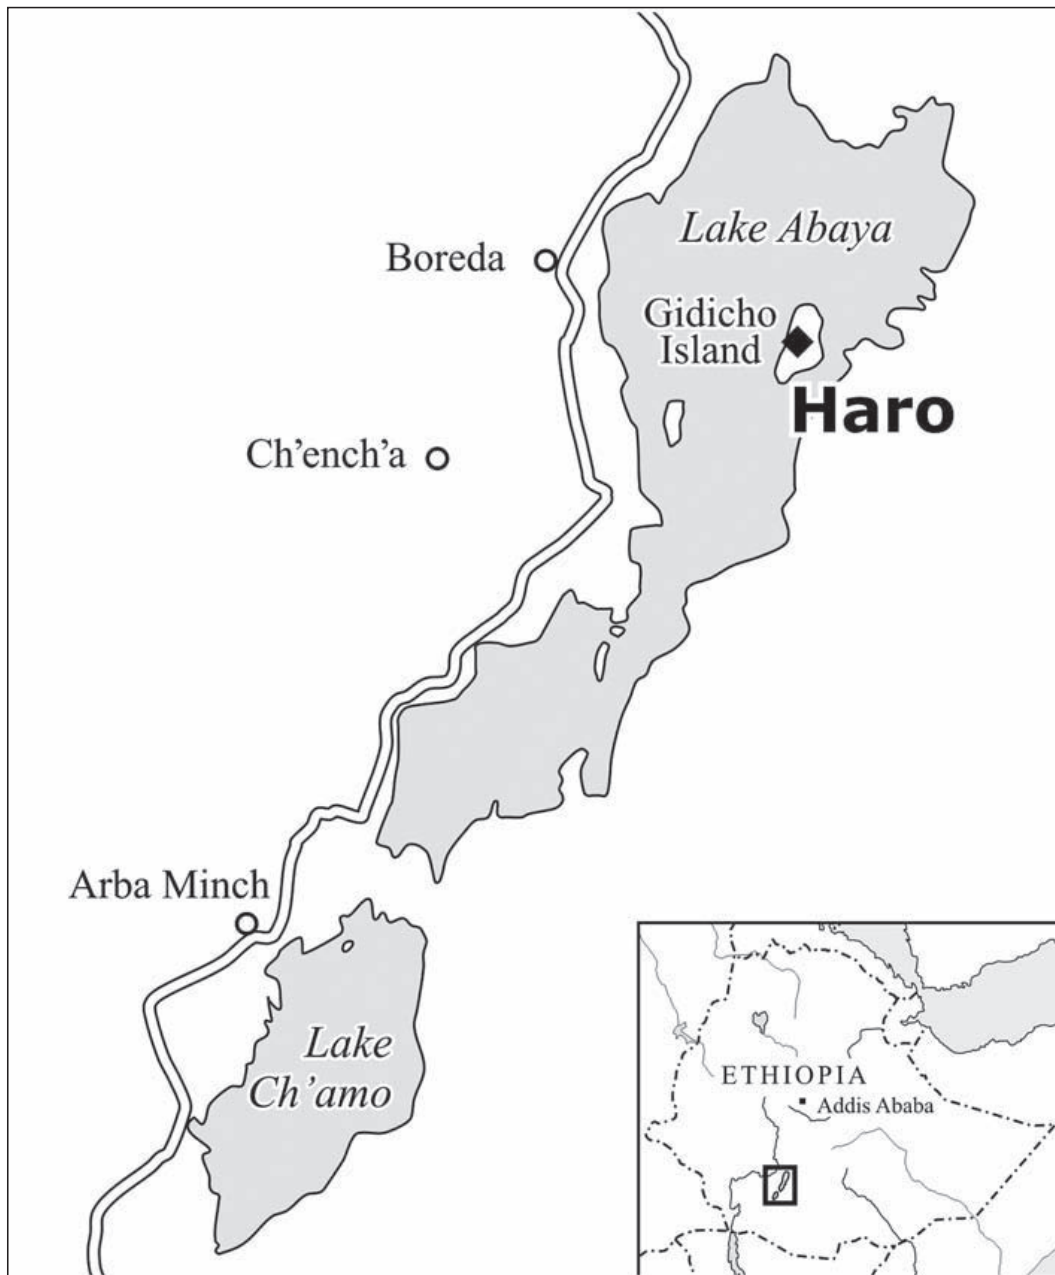 Lake Abaya
Boreda
Gidicho
Island
Haro
Ch’ench’a
Arba Minch
Lake
Ch’amo
ETHIOPIA
Addis Ababa